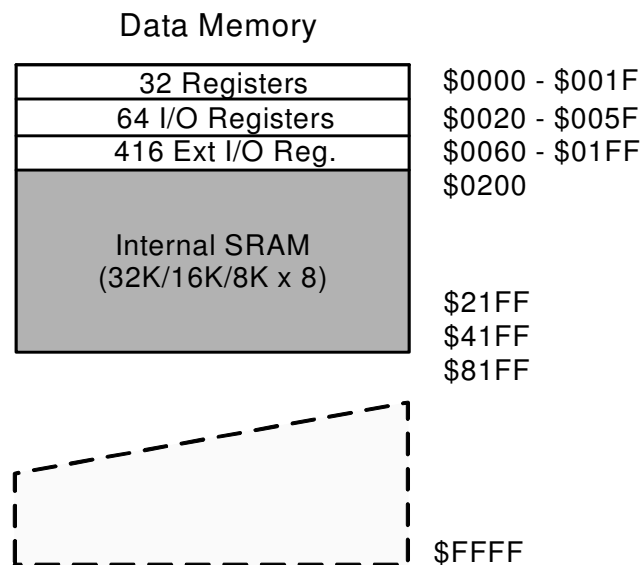 Data Memory
32 Registers $0000 - $001F
64 I/O Registers $0020 - $005F
416 Ext I/O Reg. $0060 - $01FF
$0200
Internal SRAM
(32K/16K/8K x 8)
$21FF
$41FF
$81FF
$FFFF